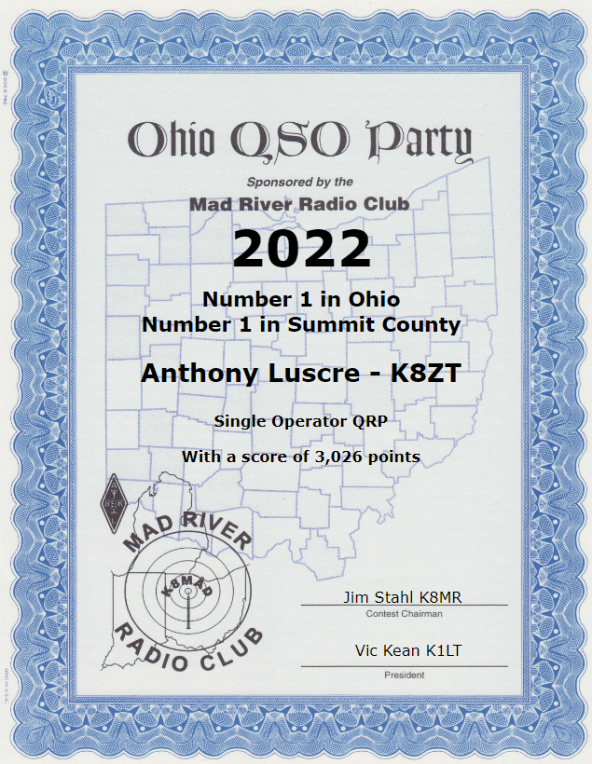 Ohio QSO Party
Sponsored by the
Mad River Radio Club
2022
Number 1 in Ohio
Number 1 in Summit County
Anthony Luscre - K8ZT
Single Operator QRP
With a score of 3,026 points
MAD RIVER
K8MAD
RADIO CLUB
Jim Stahl K8MR
Contest Chairman
Vic Kean K1LT
President